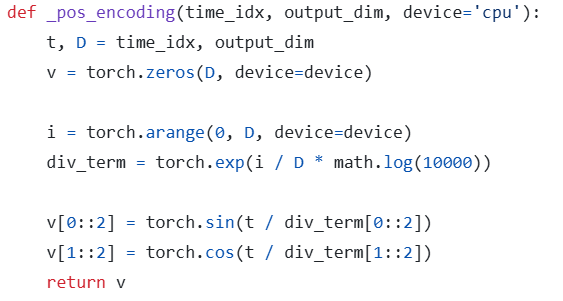 def _pos_encoding(time_idx, output_dim, device='cpu'):
    t, D = time_idx, output_dim
    v = torch.zeros(D, device=device)

    i = torch.arange(0, D, device=device)
    div_term = torch.exp(i / D * math.log(10000))

    v[0::2] = torch.sin(t / div_term[0::2])
    v[1::2] = torch.cos(t / div_term[1::2])
    return v